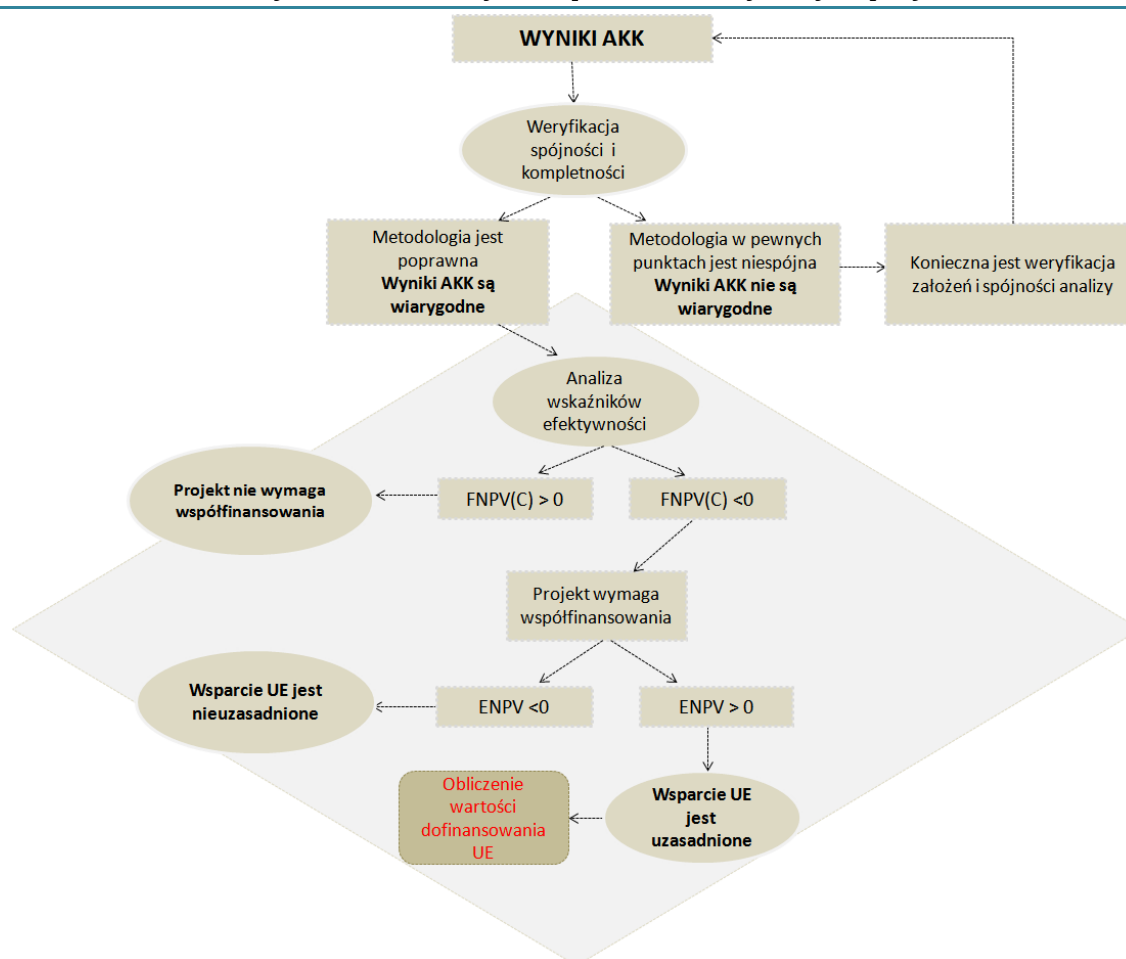 WYNIKI AKK
Weryfikacja
spójności i
kompletności
Metodologia jest
poprawna
Wyniki AKK są
wiarygodne
Metodologia w pewnych
punktach jest niespójna
Wyniki AKK nie są
wiarygodne
Konieczna jest weryfikacja
założeń i spójności analizy
Analiza
wskaźników
efektywności
Projekt nie wymaga
współfinansowania
FNPV(C) > 0
FNPV(C) <0
Projekt wymaga
współfinansowania
Wsparcie UE jest
nieuzasadnione
ENPV <0
ENPV > 0
Obliczenie
wartości
dofinansowania
UE
Wsparcie UE
jest
uzasadnione